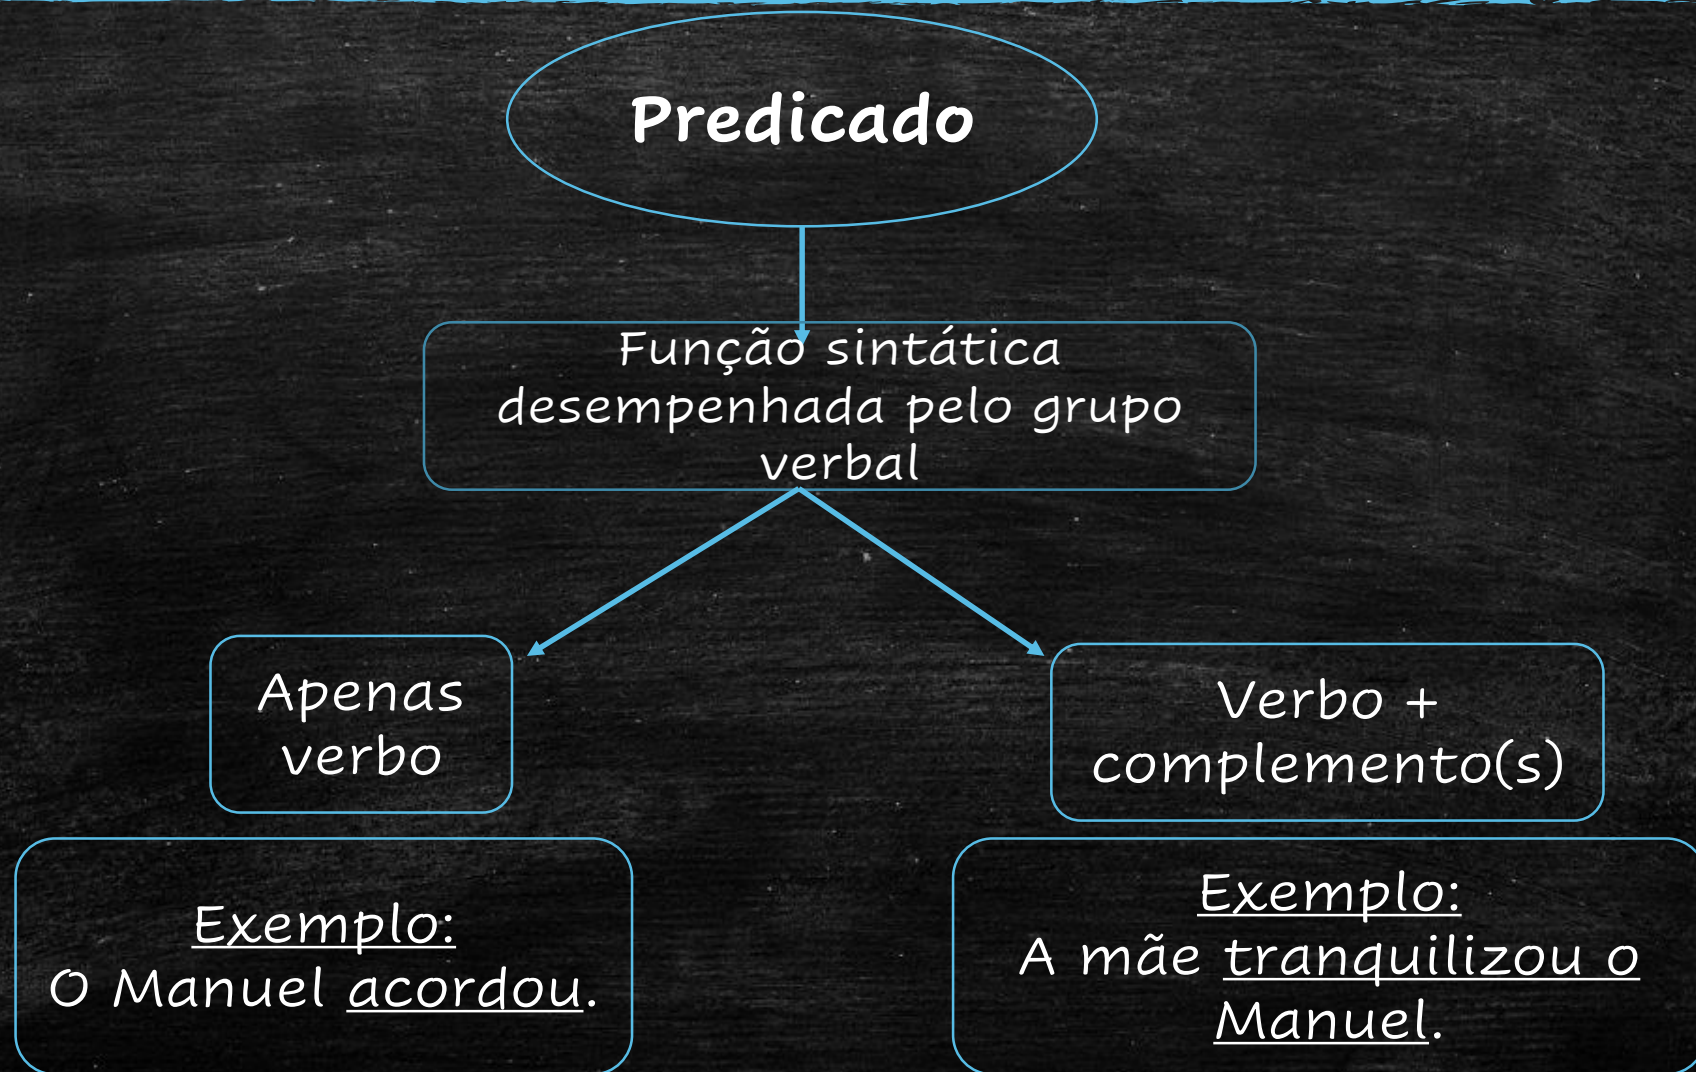 Predicado
Função sintática
desempenhada pelo grupo
verbal
Apenas
verbo
Verbo +
complemento(s)
Exemplo:
O Manuel acordou.
Exemplo:
A mãe tranquilizou o
Manuel.